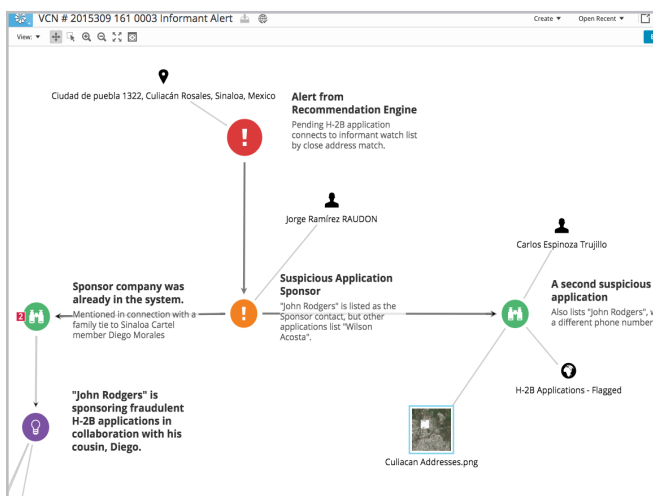 VCN # 2015309 161 0003 Informant Alert
Create
Open Recent
View:
Ciudad de puebla 1322, Culiacán Rosales, Sinaloa, Mexico
Alert from
Recommendation Engine
Pending H-2B application
connects to informant watch list
by close address match.
Jorge Ramírez RAUDON
Carlos Espinoza Trujillo
Sponsor company was
already in the system.
Mentioned in connection with a
family tie to Sinaloa Cartel
member Diego Morales
2
Suspicious Application
Sponsor
"John Rodgers" is listed as the
Sponsor contact, but other
applications list "Wilson
Acosta".
A second suspicious
application
Also lists "John Rodgers",
a different phone number
H-2B Applications - Flagged
"John Rodgers" is
sponsoring fraudulent
H-2B applications in
collaboration with his
cousin, Diego.
Culiacan Addresses.png